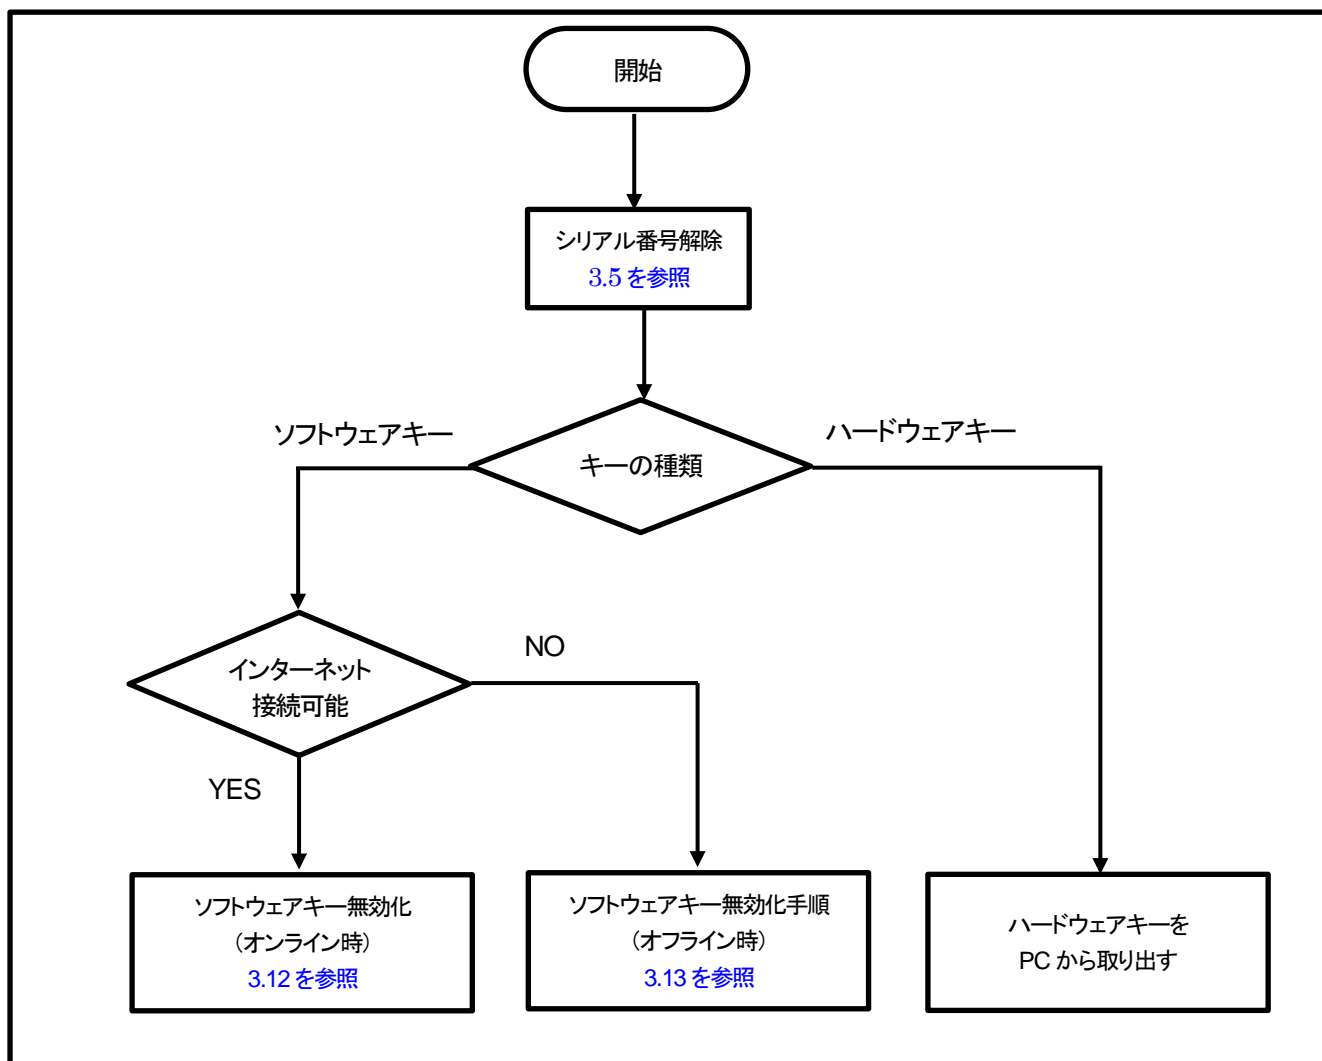 開始
シリアル番号解除
3.5 を参照
ソフトウェアキー
ハードウェアキー
キーの種類
NO
インターネット
接続可能
YES
ソフトウェアキー無効化
(オンライン時)
3.12 を参照
ソフトウェアキー無効化手順
(オフライン時)
3.13 を参照
ハードウェアキーを
PC から取り出す